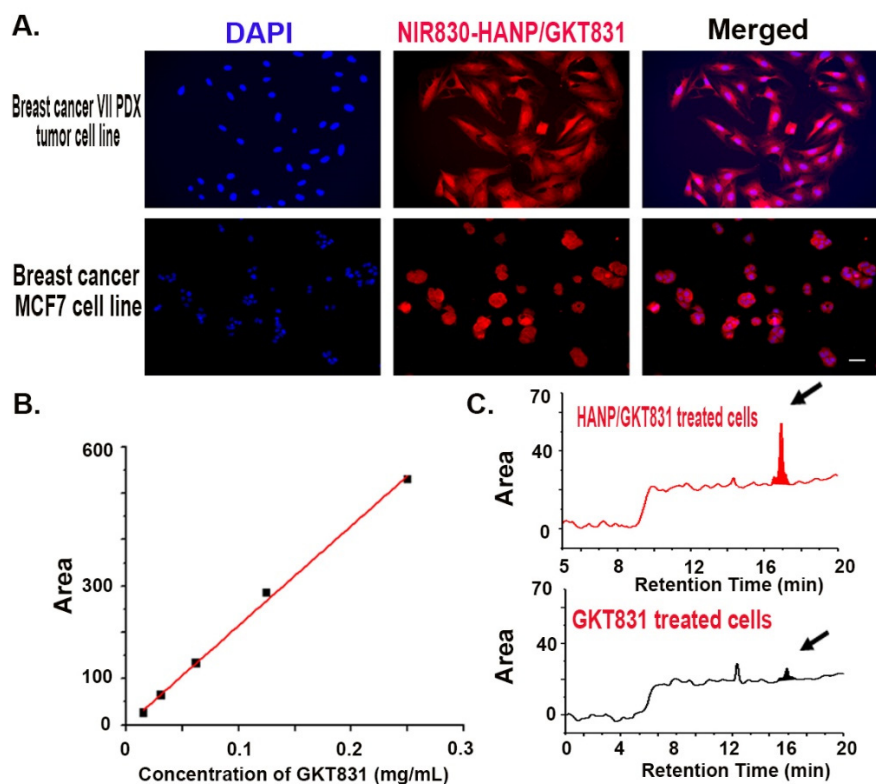 A.
DAPI
NIR830-HANP/GKT831
Merged
Breast cancer VII PDX
tumor cell line
Breast cancer
MCF7 cell line
B.
600
300
100
0
Area
0
0.1
0.2
0.3
Concentration of GKT831 (mg/mL)
C.
70
40
0
Area
HANP/GKT831 treated cells
5
8
12
16
20
Retention Time (min)
70
40
0
Area
GKT831 treated cells
0
4
6
8
12
16
20
Retention Time (min)